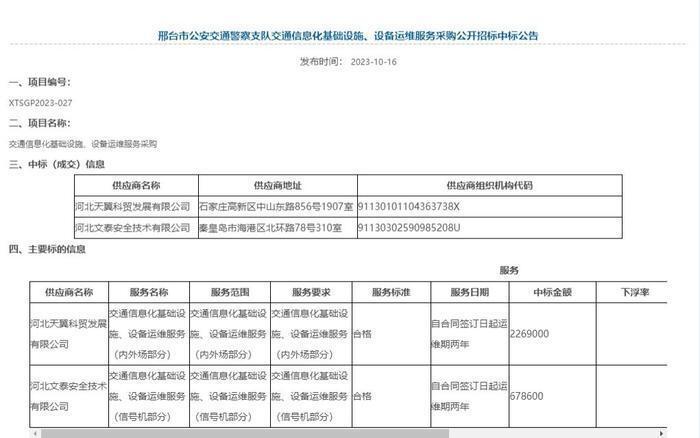 邢台市公安交通警察支队交通信息化基础设施、设备运维服务采购公开招标中标公告
发布时间： 2023-10-16
一、项目编号：
XTSGP2023-027
二、项目名称：
交通信息化基础设施、设备运维服务采购
三、中标（成交）信息
供应商名称 供应商地址 供应商组织机构代码
河北天翼科贸发展有限公司 石家庄高新区中山东路856号1907室 91130101104363738X
河北文泰安全技术有限公司 秦皇岛市海港区北环路78号310室 91130302590985208U
四、主要标的信息
服务
供应商名称 服务名称 服务范围 服务要求 服务标准 服务日期 中标金额 下浮率
河北天翼科贸发展有限公司 交通信息化基础设施、设备运维服务（内外场部分） 交通信息化基础设施、设备运维服务（内外场部分） 交通信息化基础设施、设备运维服务（内外场部分） 合格 自合同签订日起运维期两年 2269000
河北文泰安全技术有限公司 交通信息化基础设施、设备运维服务（信号机部分） 交通信息化基础设施、设备运维服务（信号机部分） 交通信息化基础设施、设备运维服务（信号机部分） 合格 自合同签订日起运维期两年 678600